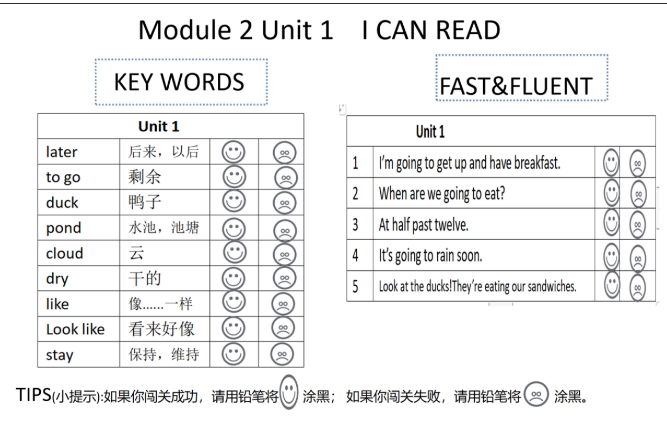 Module 2 Unit 1 I CAN READ
KEY WORDS
Unit 1
later 后来，以后
to go 剩余
duck 鸭子
pond 水池，池塘
cloud 云
dry 干的
like 像……一样
Look like 看来好像
stay 保持，维持
FAST&FLUENT
Unit 1
1 I'm going to get up and have breakfast.
2 When are we going to eat?
3 At half past twelve.
4 It's going to rain soon.
5 Look at the ducks!They're eating our sandwiches.
TIPS(小提示):如果你闯关成功，请用铅笔将 涂黑； 如果你闯关失败，请用铅笔将 涂黑。